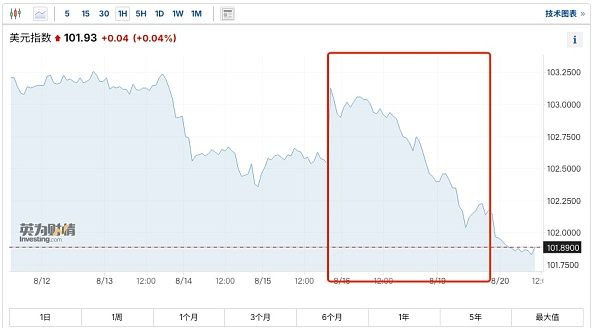 5 15 30 1H 5H 1D 1W 1M 技术图表 »
美元指数 101.93 +0.04 (+0.04%) i
103.2500
103.0000
102.7500
102.5000
102.2500
102.0000
101.8900
101.7500
英为财情
Investing.com
8/12 8/13 12:00 8/14 12:00 8/15 12:00 8/16 12:00 8/19 8/20 12:0
1日 1周 1个月 3个月 6个月 1年 5年 最大值